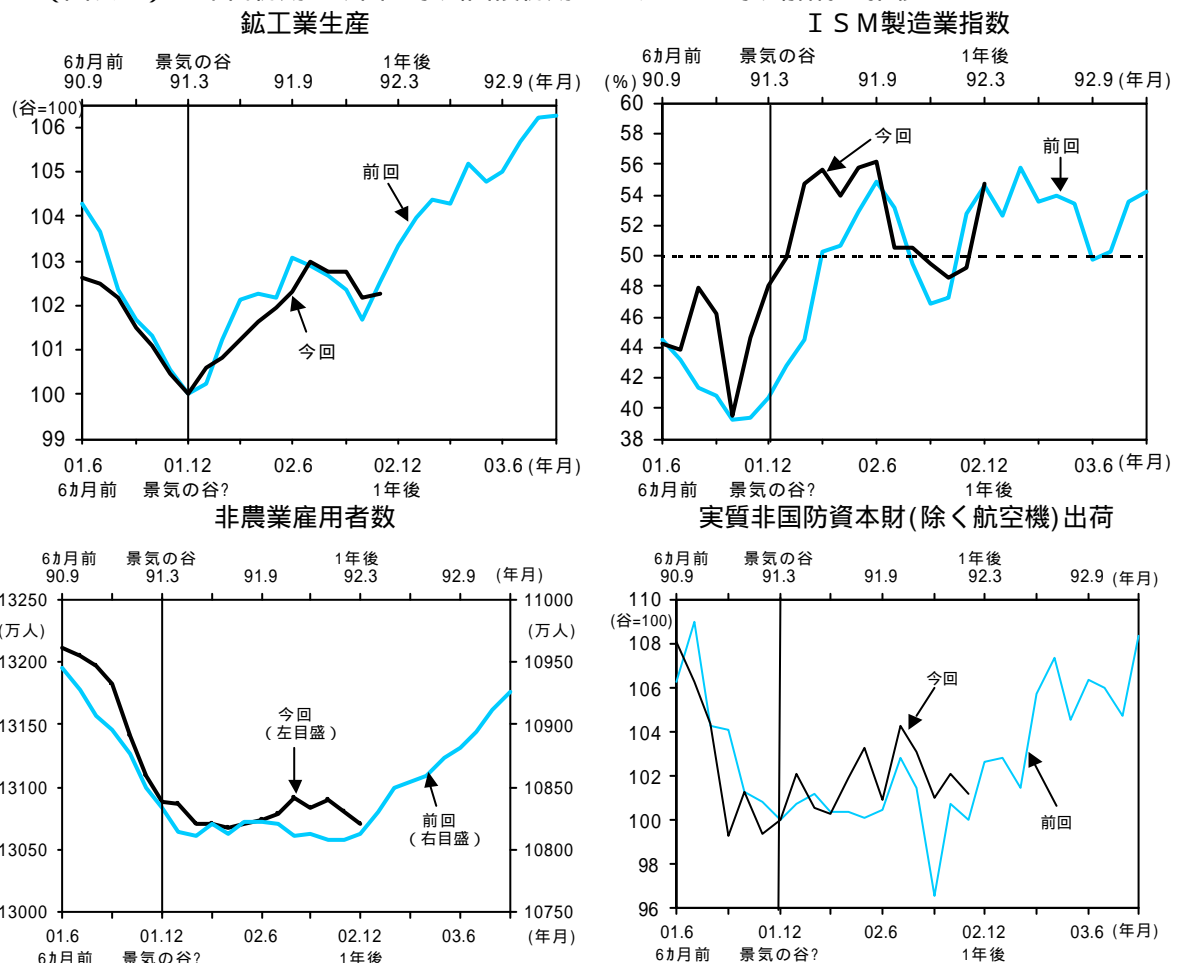 鉱工業生産
6ｶ月前 景気の谷 1年後
90.9 91.3 91.9 92.3 92.9 (年月)
(谷=100)
106
105
104
103
102
101
100
99
前回
今回
01.6 01.12 02.6 02.12 03.6 (年月)
6ｶ月前 景気の谷? 1年後
ＩＳＭ製造業指数
6ｶ月前 景気の谷 1年後
90.9 91.3 91.9 92.3 92.9 (年月)
(%)
60
58
56
54
52
50
48
46
44
42
40
38
今回
前回
01.6 01.12 02.6 02.12 03.6 (年月)
6ｶ月前 景気の谷? 1年後
非農業雇用者数
6ｶ月前 景気の谷 1年後
90.9 91.3 91.9 92.3 92.9 (年月)
13250
(万人)
13200
13150
13100
13050
13000
11000
(万人)
10950
10900
10850
10800
10750
今回
(左目盛)
前回
(右目盛)
01.6 01.12 02.6 02.12 03.6 (年月)
6ｶ月前 景気の谷? 1年後
実質非国防資本財(除く航空機)出荷
6ｶ月前 景気の谷 1年後
90.9 91.3 91.9 92.3 92.9 (年月)
110
(谷=100)
108
106
104
102
100
98
96
今回
前回
01.6 01.12 02.6 02.12 03.6 (年月)
6ｶ月前 景気の谷? 1年後